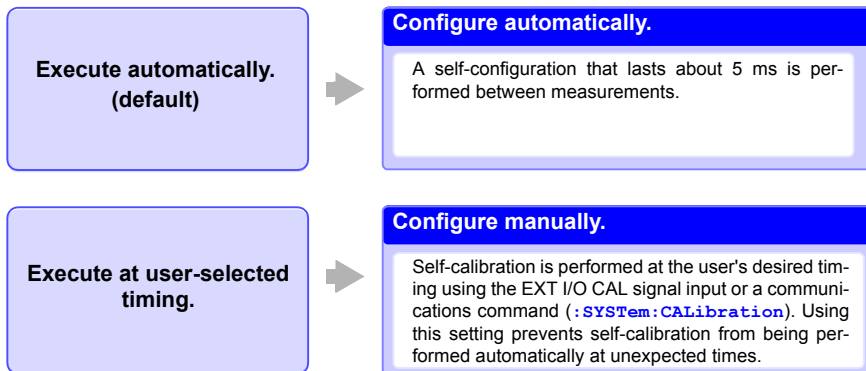 Execute automatically.
(default)
Configure automatically.
A self-configuration that lasts about 5 ms is per-
formed between measurements.
Execute at user-selected
timing.
Configure manually.
Self-calibration is performed at the user's desired tim-
ing using the EXT I/O CAL signal input or a communi-
cations command (:SYSTem:CALibration). Using
this setting prevents self-calibration from being per-
formed automatically at unexpected times.